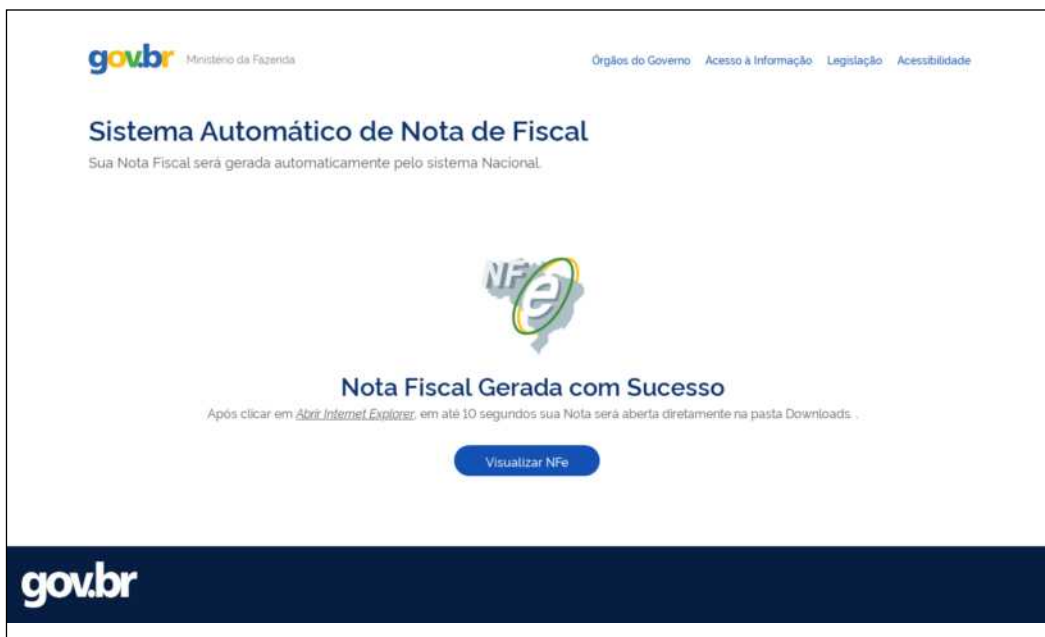 gov.br Ministério da Fazenda Órgãos do Governo Acesso à Informação Legislação Acessibilidade
Sistema Automático de Nota de Fiscal
Sua Nota Fiscal será gerada automaticamente pelo sistema Nacional.
NFe
Nota Fiscal Gerada com Sucesso
Após clicar em Abrir Internet Explorer, em até 10 segundos sua Nota será aberta diretamente na pasta Downloads .
Visualizar NFe
gov.br